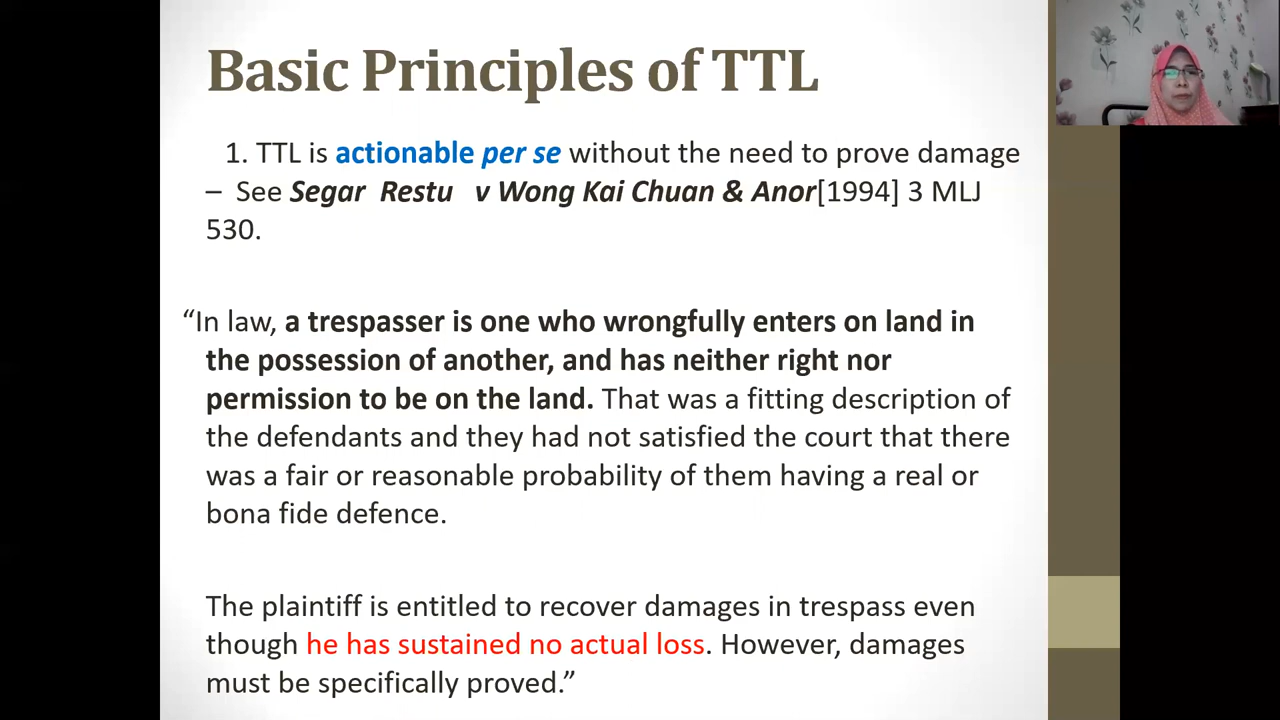 Basic Principles of TTL
1. TTL is actionable per se without the need to prove damage
– See Segar Restu v Wong Kai Chuan & Anor[1994] 3 MLJ
530.
“In law, a trespasser is one who wrongfully enters on land in
the possession of another, and has neither right nor
permission to be on the land. That was a fitting description of
the defendants and they had not satisfied the court that there
was a fair or reasonable probability of them having a real or
bona fide defence.
The plaintiff is entitled to recover damages in trespass even
though he has sustained no actual loss. However, damages
must be specifically proved.”